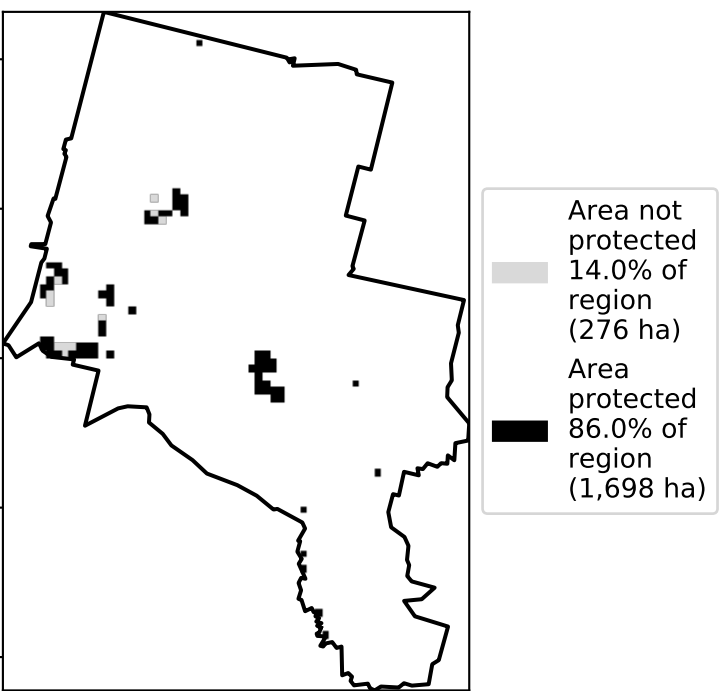 Area not
protected
14.0% of
region
(276 ha)
Area
protected
86.0% of
region
(1,698 ha)